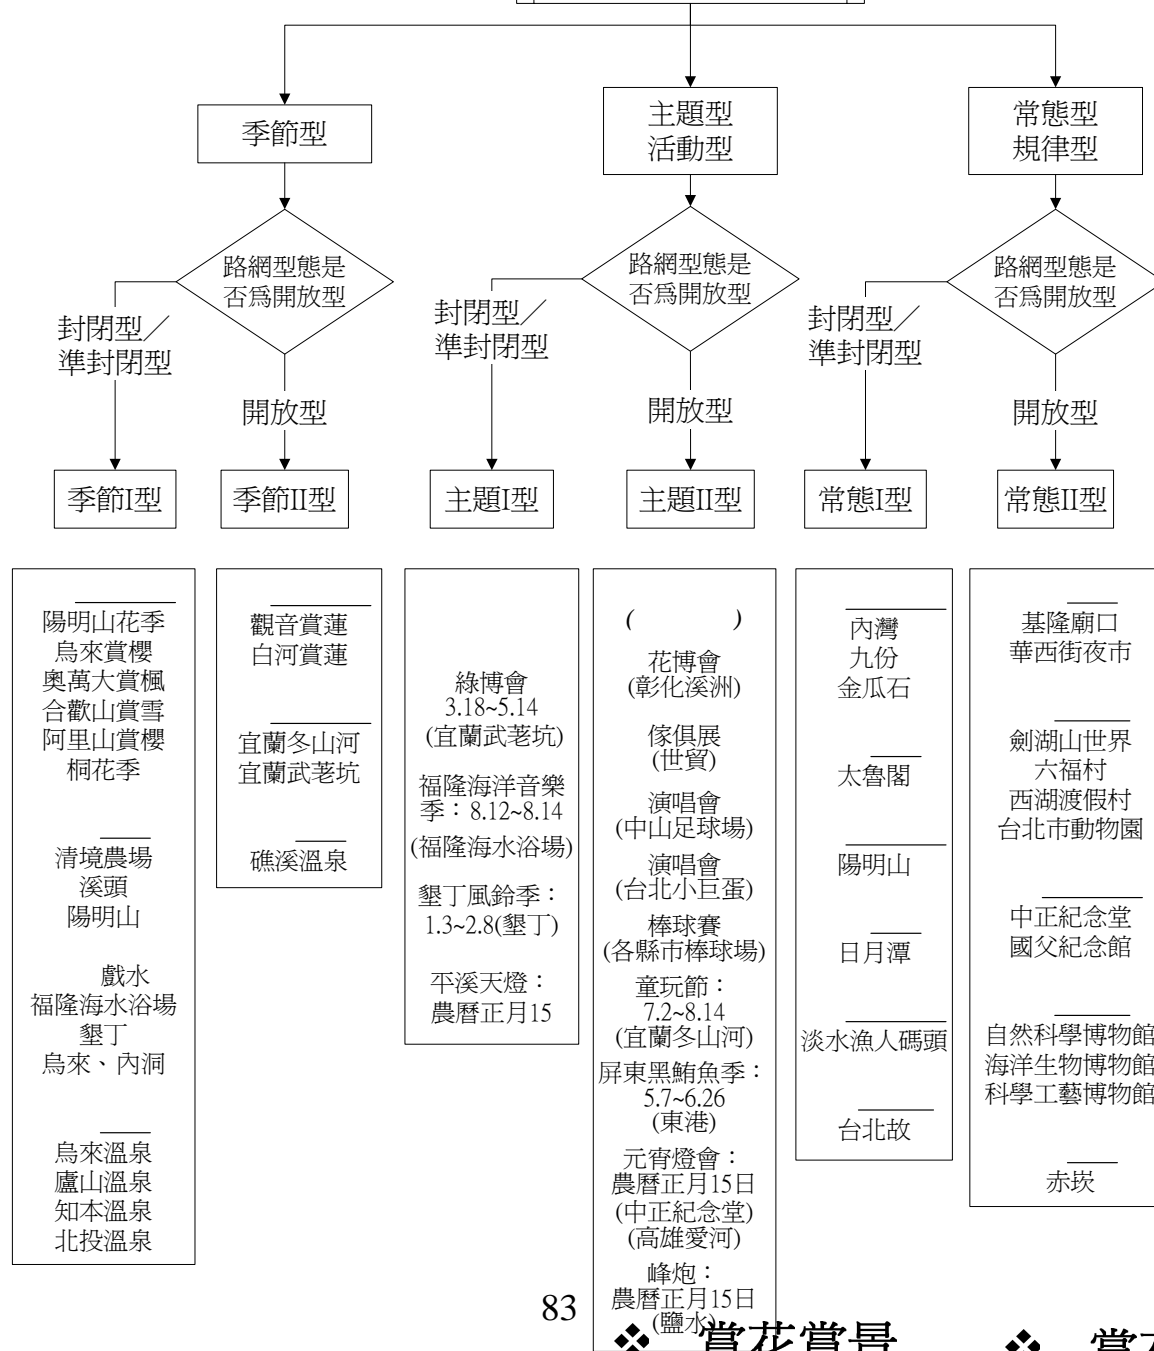 季節型
主題型
活動型
常態型
規律型
路網型態是
否為開放型
路網型態是
否為開放型
路網型態是
否為開放型
封閉型／
準封閉型
開放型
封閉型／
準封閉型
開放型
封閉型／
準封閉型
開放型
季節I型
季節II型
主題I型
主題II型
常態I型
常態II型
陽明山花季
烏來賞櫻
奧萬大賞楓
合歡山賞雪
阿里山賞櫻
桐花季
清境農場
溪頭
陽明山
戲水
福隆海水浴場
墾丁
烏來、內洞
烏來溫泉
廬山溫泉
知本溫泉
北投溫泉
觀音賞蓮
白河賞蓮
宜蘭冬山河
宜蘭武荖坑
礁溪溫泉
綠博會
3.18~5.14
(宜蘭武荖坑)
福隆海洋音樂
季：8.12~8.14
(福隆海水浴場)
墾丁風鈴季：
1.3~2.8(墾丁)
平溪天燈：
農曆正月15
( )
花博會
(彰化溪洲)
傢俱展
(世貿)
演唱會
(中山足球場)
演唱會
(台北小巨蛋)
棒球賽
(各縣市棒球場)
童玩節：
7.2~8.14
(宜蘭冬山河)
屏東黑鮪魚季：
5.7~6.26
(東港)
元宵燈會：
農曆正月15日
(中正紀念堂)
(高雄愛河)
峰炮：
農曆正月15日
(鹽水)
內灣
九份
金瓜石
太魯閣
陽明山
日月潭
淡水漁人碼頭
台北故
基隆廟口
華西街夜市
劍湖山世界
六福村
西湖渡假村
台北市動物園
中正紀念堂
國父紀念館
自然科學博物館
海洋生物博物館
科學工藝博物館
赤崁
83
❖ 賞花賞景
❖ 賞